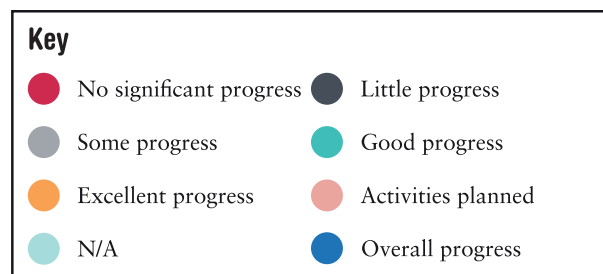 Key
No significant progress Little progress
Some progress Good progress
Excellent progress Activities planned
N/A Overall progress